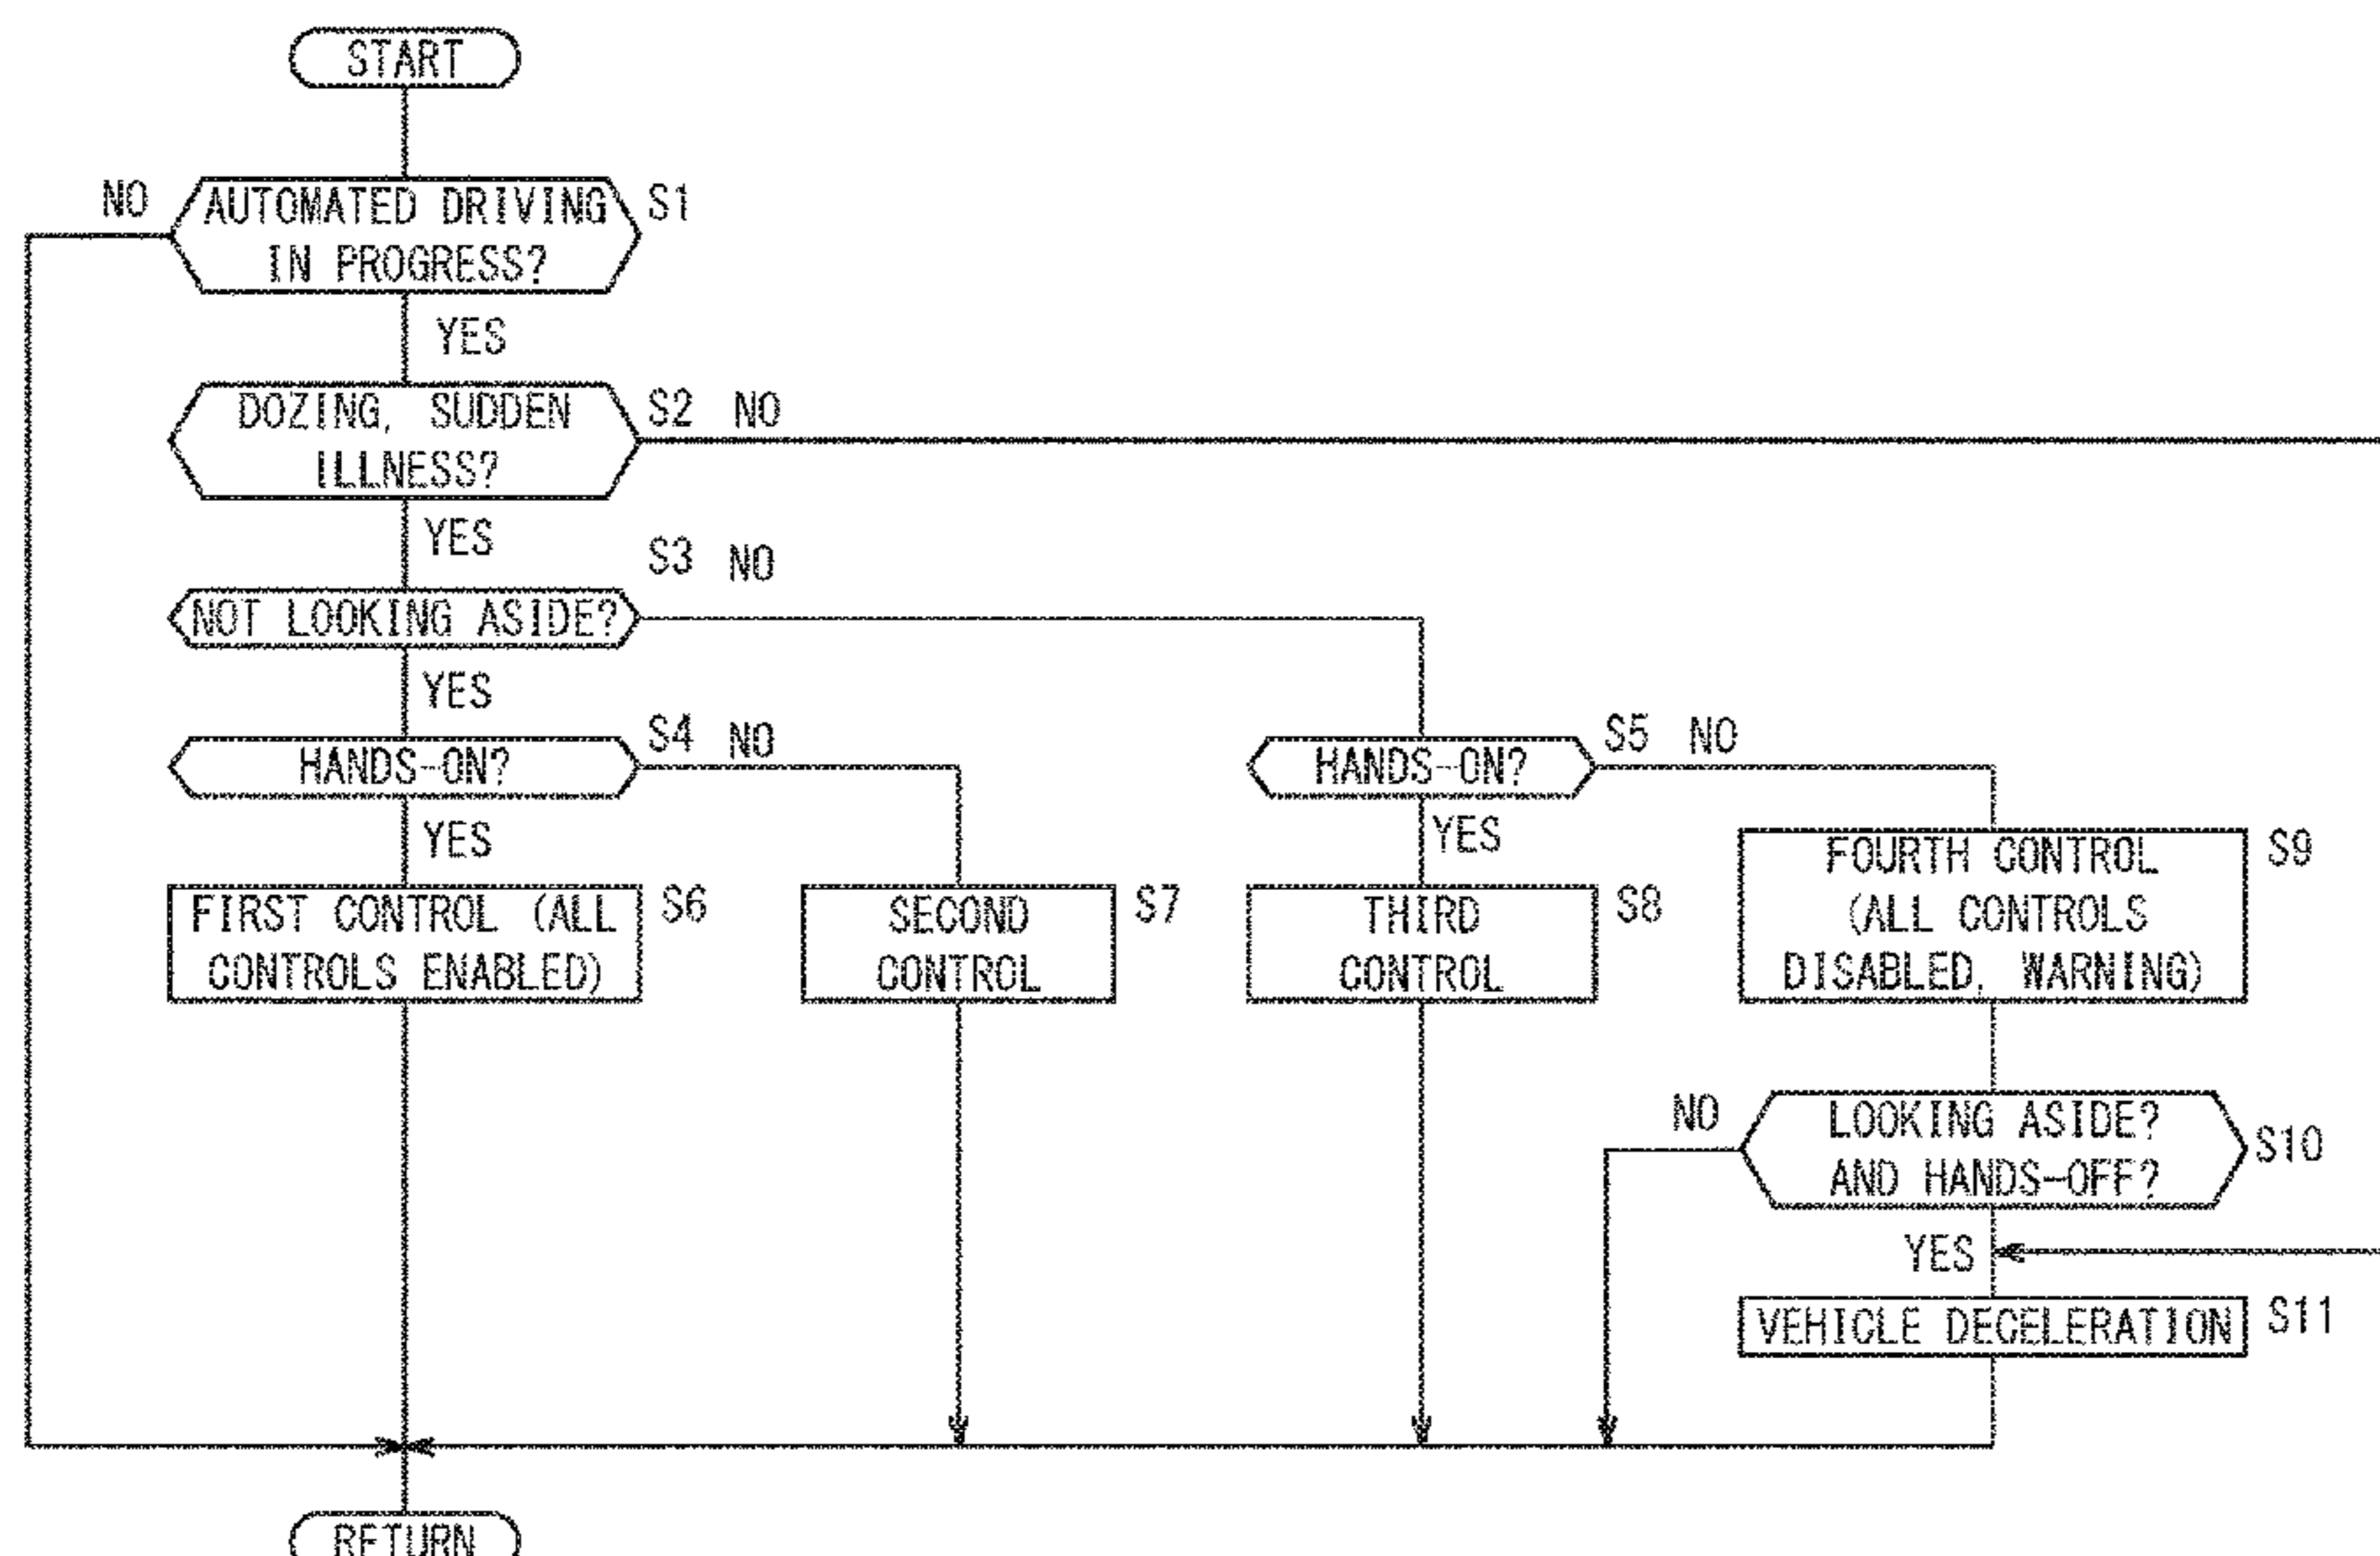 START
NO
AUTOMATED DRIVING
IN PROGRESS?
S1
YES
DOZING, SUDDEN
ILLNESS?
S2 NO
YES
S3 NO
NOT LOOKING ASIDE?
YES
HANDS-ON?
S4 NO
HANDS-ON?
S5 NO
YES
YES
FIRST CONTROL (ALL
CONTROLS ENABLED)
S6
SECOND
CONTROL
S7
THIRD
CONTROL
S8
FOURTH CONTROL
(ALL CONTROLS
DISABLED, WARNING)
S9
NO
LOOKING ASIDE?
AND HANDS-OFF?
S10
YES
VEHICLE DECELERATION
S11
RETURN